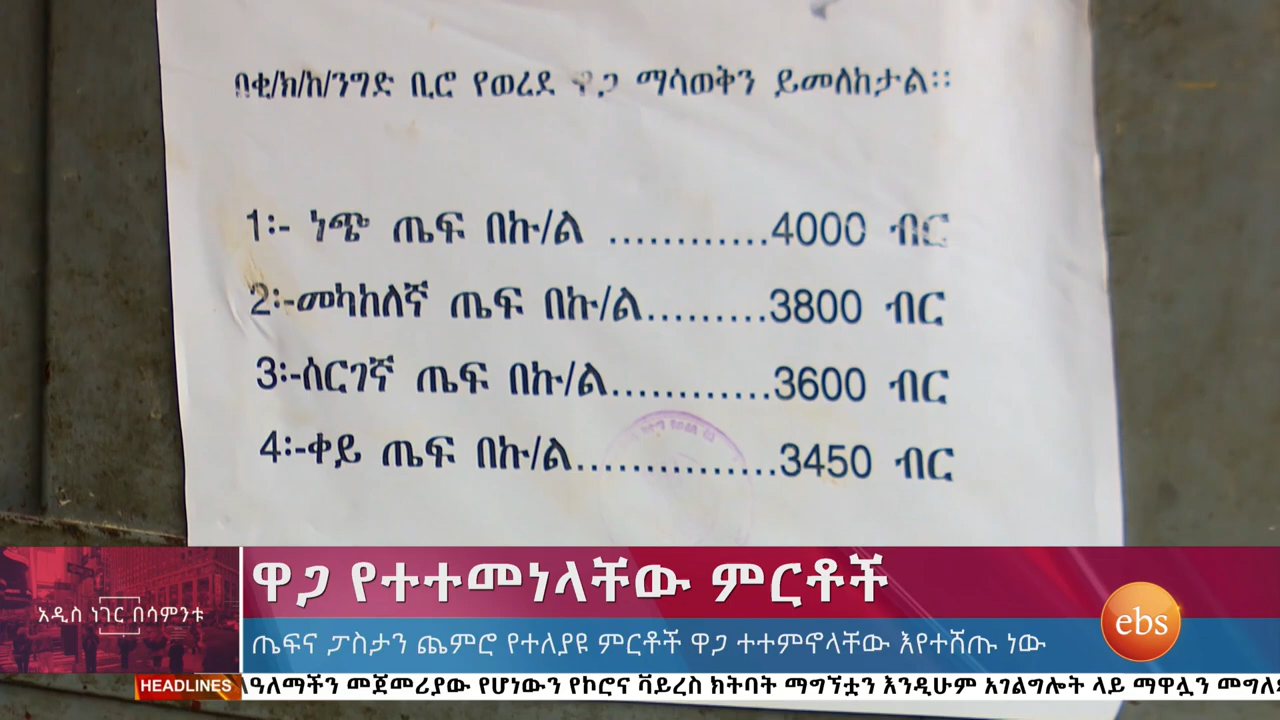 በቂ/ክ/ከ/ንግድ ቢሮ የወረደ ዋጋ ማሳወቅን ይመለከታል፡፡
1፡- ነጭ ጤፍ በኩ/ል ............4000 ብር
2፡-መካከለኛ ጤፍ በኩ/ል.........3800 ብር
3፡-ሰርገኛ ጤፍ በኩ/ል............3600 ብር
4፡-ቀይ ጤፍ በኩ/ል...............3450 ብር
ዋጋ የተተመነላቸው ምርቶች
አዲስ ነገር በሳምንቱ
ጤፍና ፓስታን ጨምሮ የተለያዩ ምርቶች ዋጋ ተተምኖላቸው እየተሸጡ ነው
ebs
HEADLINES ለዓለማችን መጀመሪያው የሆነውን የኮሮና ቫይረስ ክትባት ማግኘቷን እንዲሁም አገልግሎት ላይ ማዋሏን